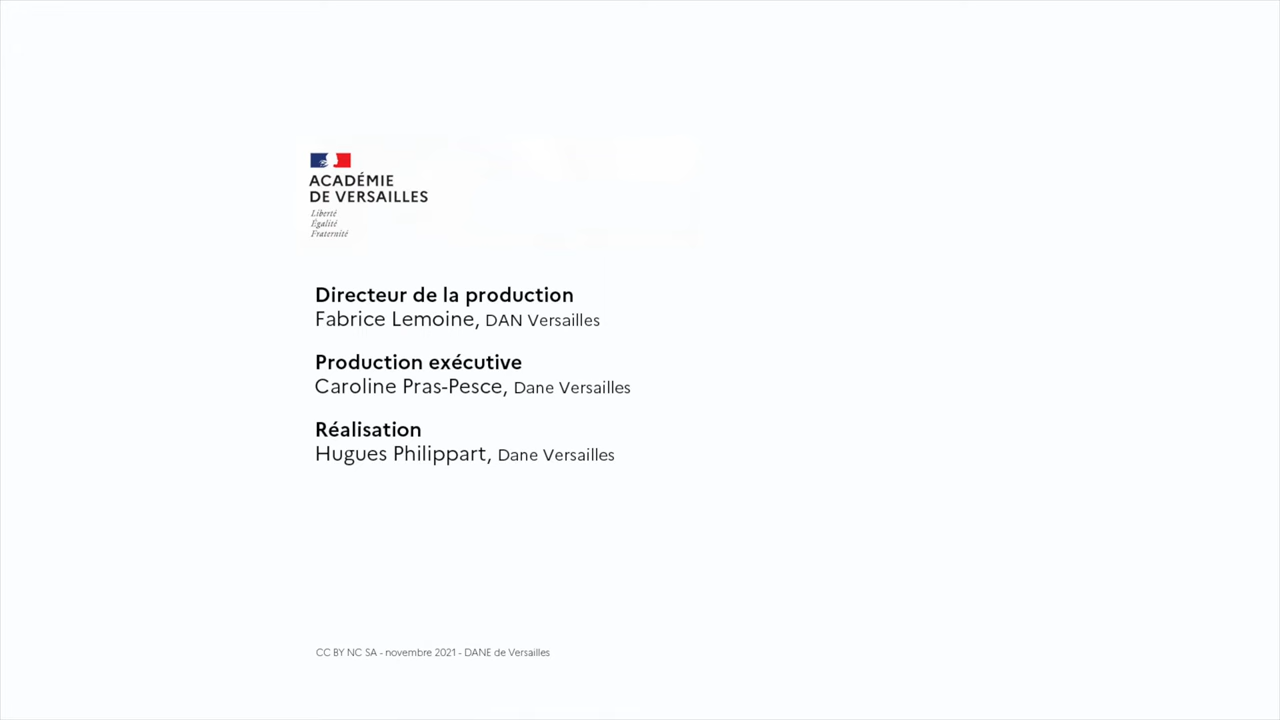 ACADÉMIE
DE VERSAILLES
Liberté
Égalité
Fraternité
Directeur de la production
Fabrice Lemoine, DAN Versailles
Production exécutive
Caroline Pras-Pesce, Dane Versailles
Réalisation
Hugues Philippart, Dane Versailles
CC BY NC SA - novembre 2021 - DANE de Versailles